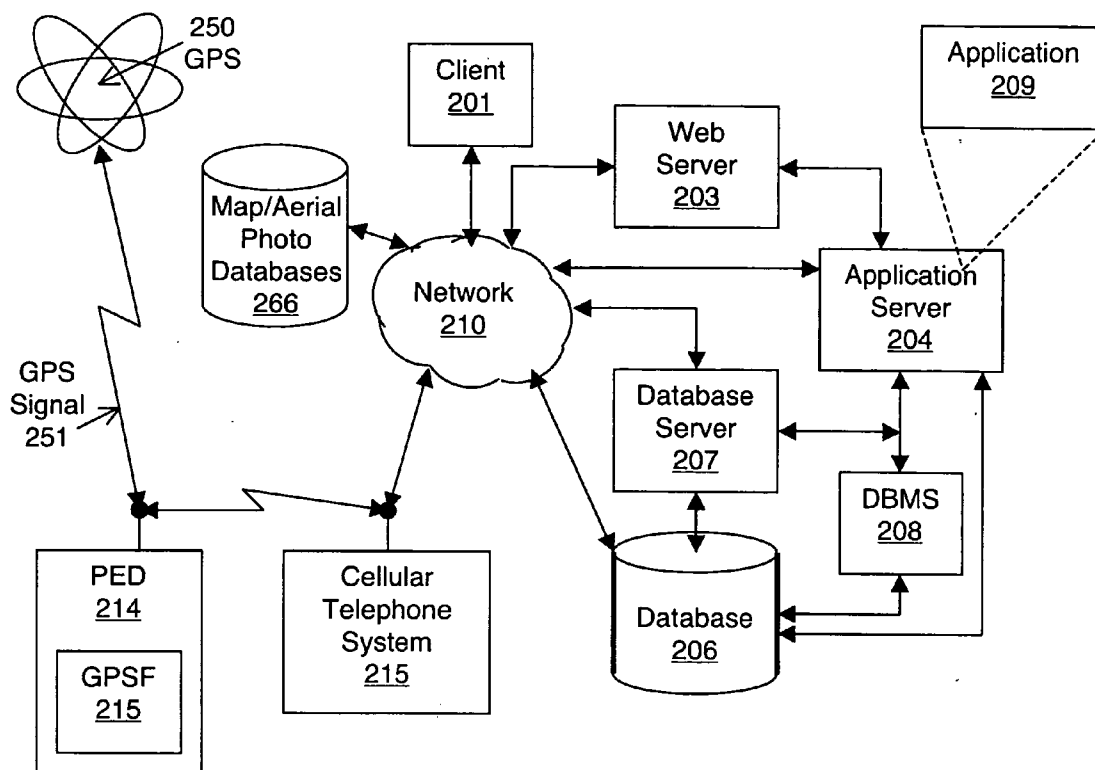 250
GPS
Client
201
Application
209
Web
Server
203
Map/Aerial
Photo
Databases
266
Network
210
Application
Server
204
GPS
Signal
251
Database
Server
207
DBMS
208
PED
214
GPSF
215
Cellular
Telephone
System
215
Database
206